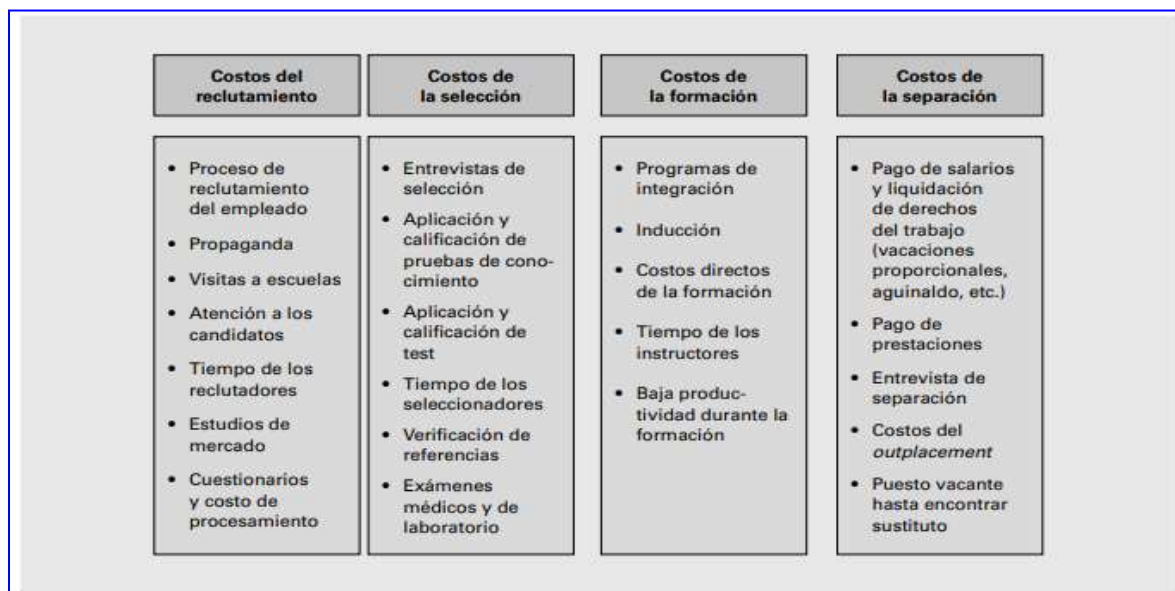 Costos del
reclutamiento
• Proceso de
reclutamiento
del empleado
• Propaganda
• Visitas a escuelas
• Atención a los
candidatos
• Tiempo de los
reclutadores
• Estudios de
mercado
• Cuestionarios
y costo de
procesamiento
Costos de
la selección
• Entrevistas de
selección
• Aplicación y
calificación de
pruebas de cono-
cimiento
• Aplicación y
calificación de
test
• Tiempo de los
seleccionadores
• Verificación de
referencias
• Exámenes
médicos y de
laboratorio
Costos de
la formación
• Programas de
integración
• Inducción
• Costos directos
de la formación
• Tiempo de los
instructores
• Baja produc-
tividad durante la
formación
Costos de
la separación
• Pago de salarios
y liquidación
de derechos
del trabajo
(vacaciones
proporcionales,
aguinaldo, etc.)
• Pago de
prestaciones
• Entrevista de
separación
• Costos del
outplacement
• Puesto vacante
hasta encontrar
sustituto